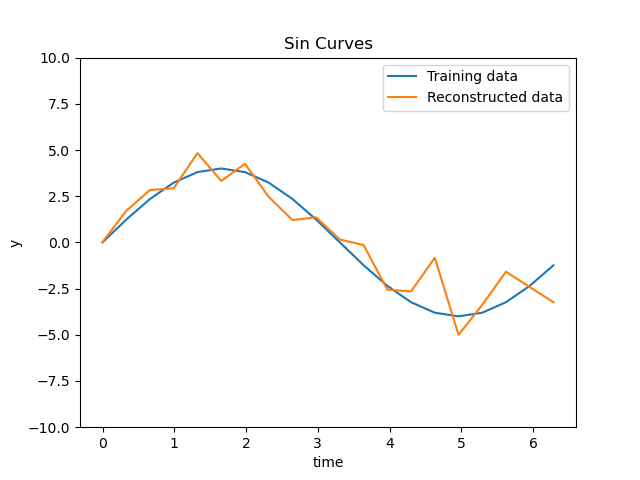 Sin Curves
Training data
Reconstructed data
10.0
7.5
5.0
2.5
0.0
−2.5
−5.0
−7.5
−10.0
y
0 1 2 3 4 5 6
time